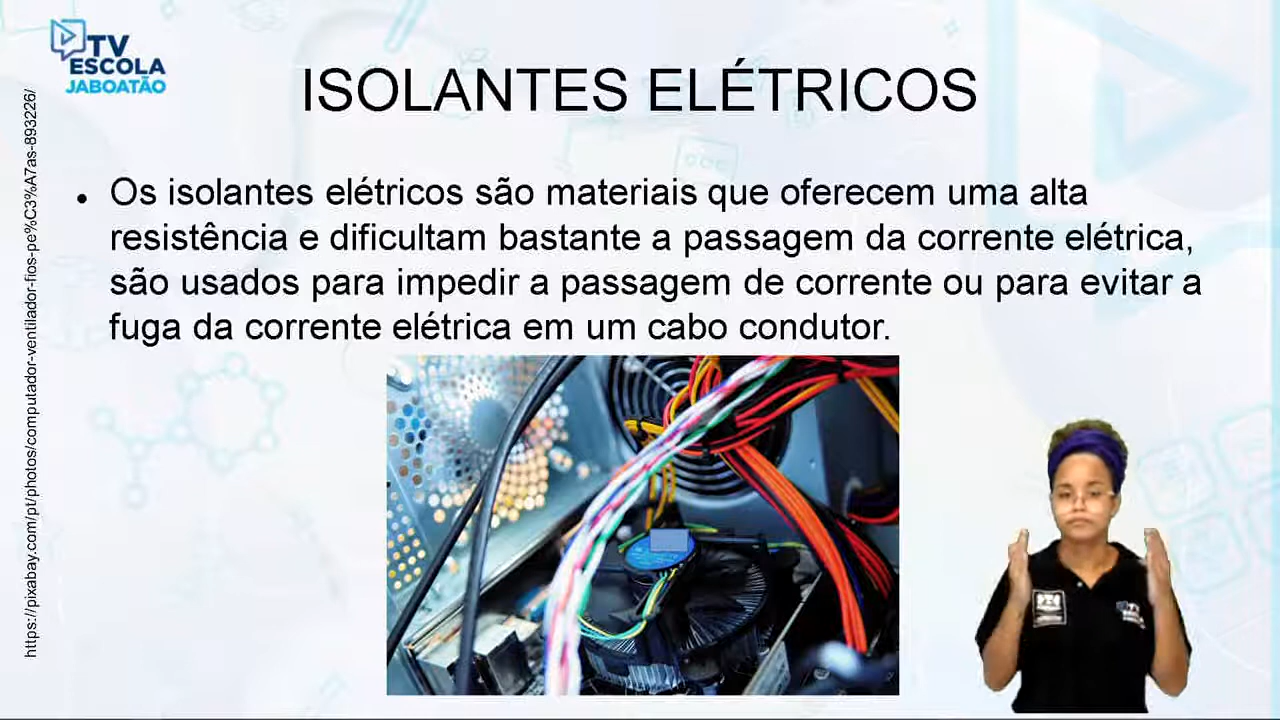 TV
ESCOLA
JABOATÃO
ISOLANTES ELÉTRICOS
• Os isolantes elétricos são materiais que oferecem uma alta
resistência e dificultam bastante a passagem da corrente elétrica,
são usados para impedir a passagem de corrente ou para evitar a
fuga da corrente elétrica em um cabo condutor.
https://pixabay.com/pt/photos/computador-ventilador-fios-pe%C3%A7as-893226/